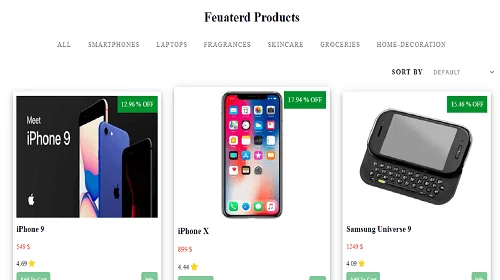 Feuaterd Products
ALL SMARTPHONES LAPTOPS FRAGRANCES SKINCARE GROCERIES HOME-DECORATION
SORT BY DEFAULT
12.96 % OFF
Meet
iPhone 9
17.94 % OFF
15.46 % OFF
iPhone 9
549 $
4.69
Add To Cart
Info
iPhone X
899 $
4.44
Samsung Universe 9
1249 $
4.09
Add To Cart
Info